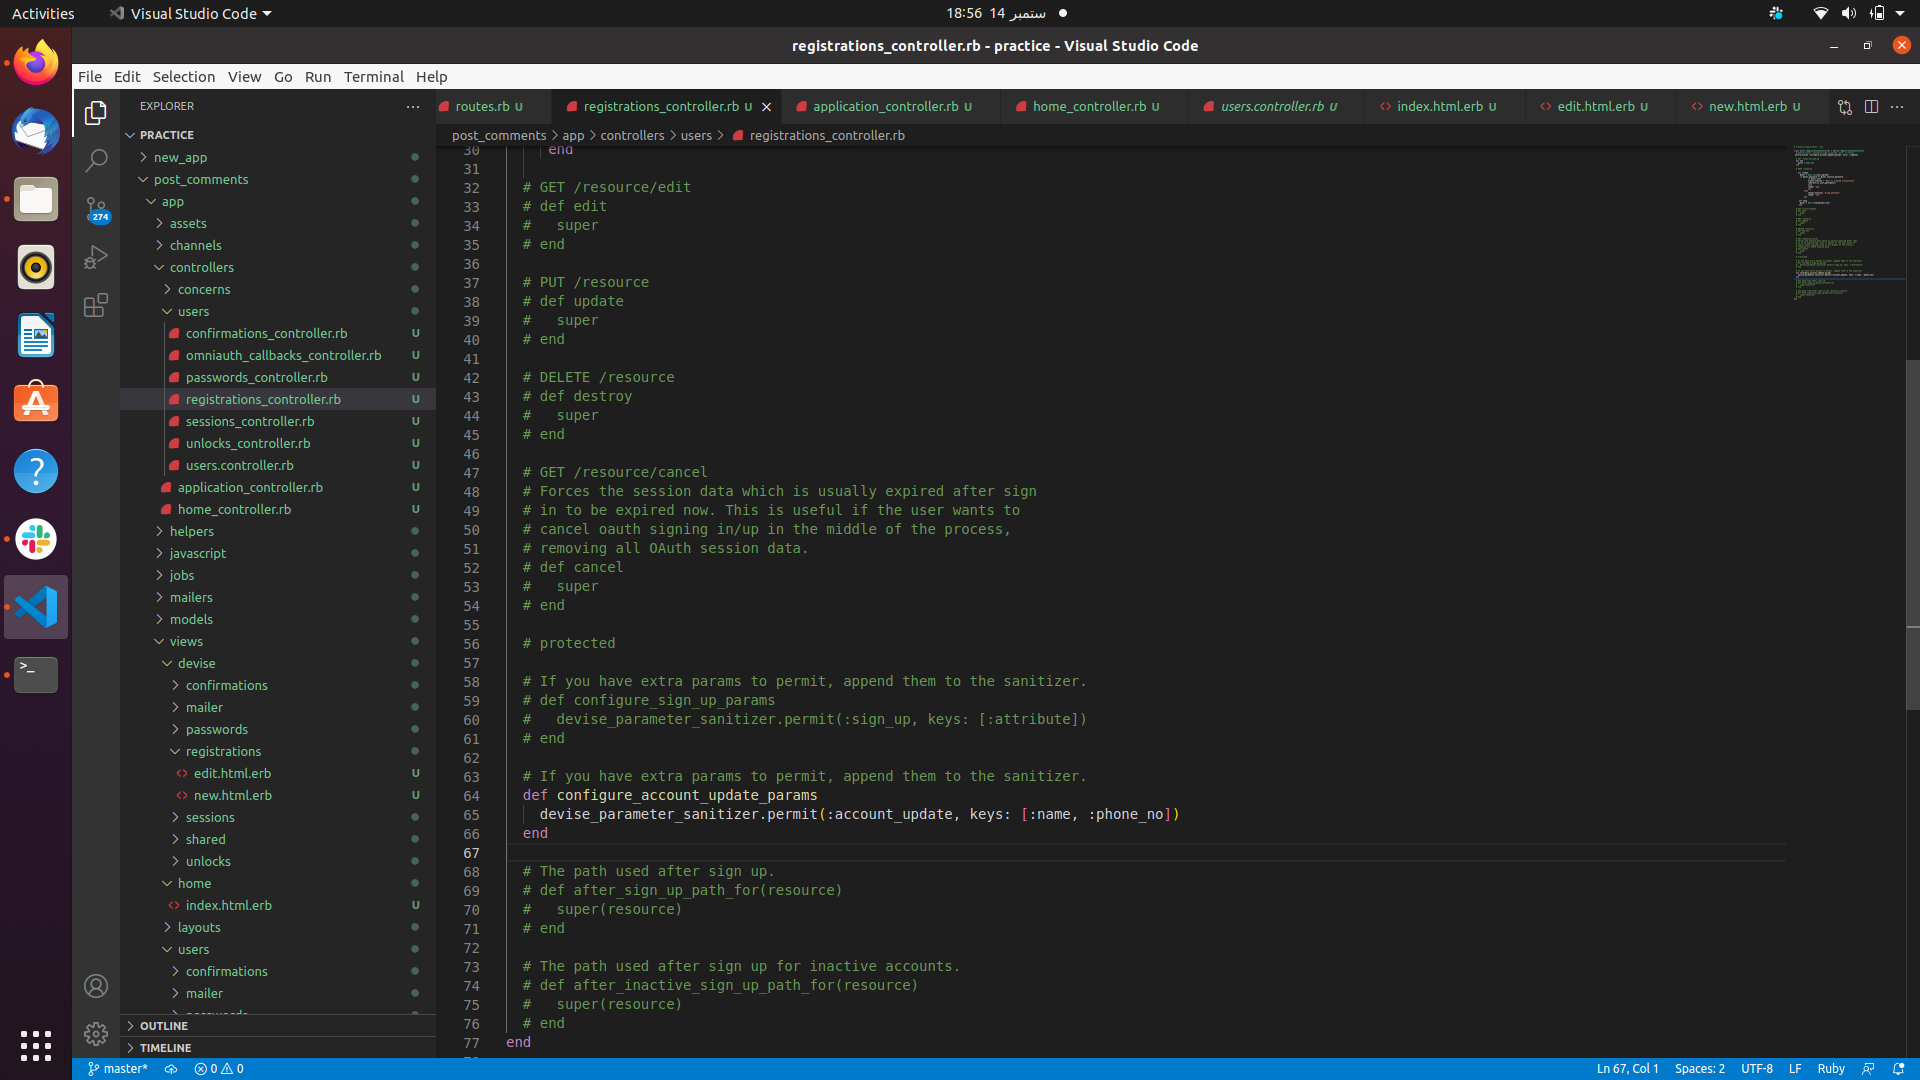 Activities
Visual Studio Code
18:56 14 ستمبر
registrations_controller.rb - practice - Visual Studio Code
File Edit Selection View Go Run Terminal Help
EXPLORER
PRACTICE
new_app
post_comments
app
assets
channels
controllers
concerns
users
confirmations_controller.rb U
omniauth_callbacks_controller.rb U
passwords_controller.rb U
registrations_controller.rb U
sessions_controller.rb U
unlocks_controller.rb U
users.controller.rb U
application_controller.rb U
home_controller.rb U
helpers
javascript
jobs
mailers
models
views
devise
confirmations
mailer
passwords
registrations
edit.html.erb U
new.html.erb U
sessions
shared
unlocks
home
index.html.erb U
layouts
users
confirmations
mailer
passwords
OUTLINE
TIMELINE
274
routes.rb U registrations_controller.rb U application_controller.rb U home_controller.rb U users.controller.rb U index.html.erb U edit.html.erb U new.html.erb U
post_comments > app > controllers > users > registrations_controller.rb
30 end
31
32 # GET /resource/edit
33 # def edit
34 #   super
35 # end
36
37 # PUT /resource
38 # def update
39 #   super
40 # end
41
42 # DELETE /resource
43 # def destroy
44 #   super
45 # end
46
47 # GET /resource/cancel
48 # Forces the session data which is usually expired after sign
49 # in to be expired now. This is useful if the user wants to
50 # cancel oauth signing in/up in the middle of the process,
51 # removing all OAuth session data.
52 # def cancel
53 #   super
54 # end
55
56 # protected
57
58 # If you have extra params to permit, append them to the sanitizer.
59 # def configure_sign_up_params
60 #   devise_parameter_sanitizer.permit(:sign_up, keys: [:attribute])
61 # end
62
63 # If you have extra params to permit, append them to the sanitizer.
64 def configure_account_update_params
65   devise_parameter_sanitizer.permit(:account_update, keys: [:name, :phone_no])
66 end
67
68 # The path used after sign up.
69 # def after_sign_up_path_for(resource)
70 #   super(resource)
71 # end
72
73 # The path used after sign up for inactive accounts.
74 # def after_inactive_sign_up_path_for(resource)
75 #   super(resource)
76 # end
77 end
master* 0 0 Ln 67, Col 1 Spaces: 2 UTF-8 LF Ruby